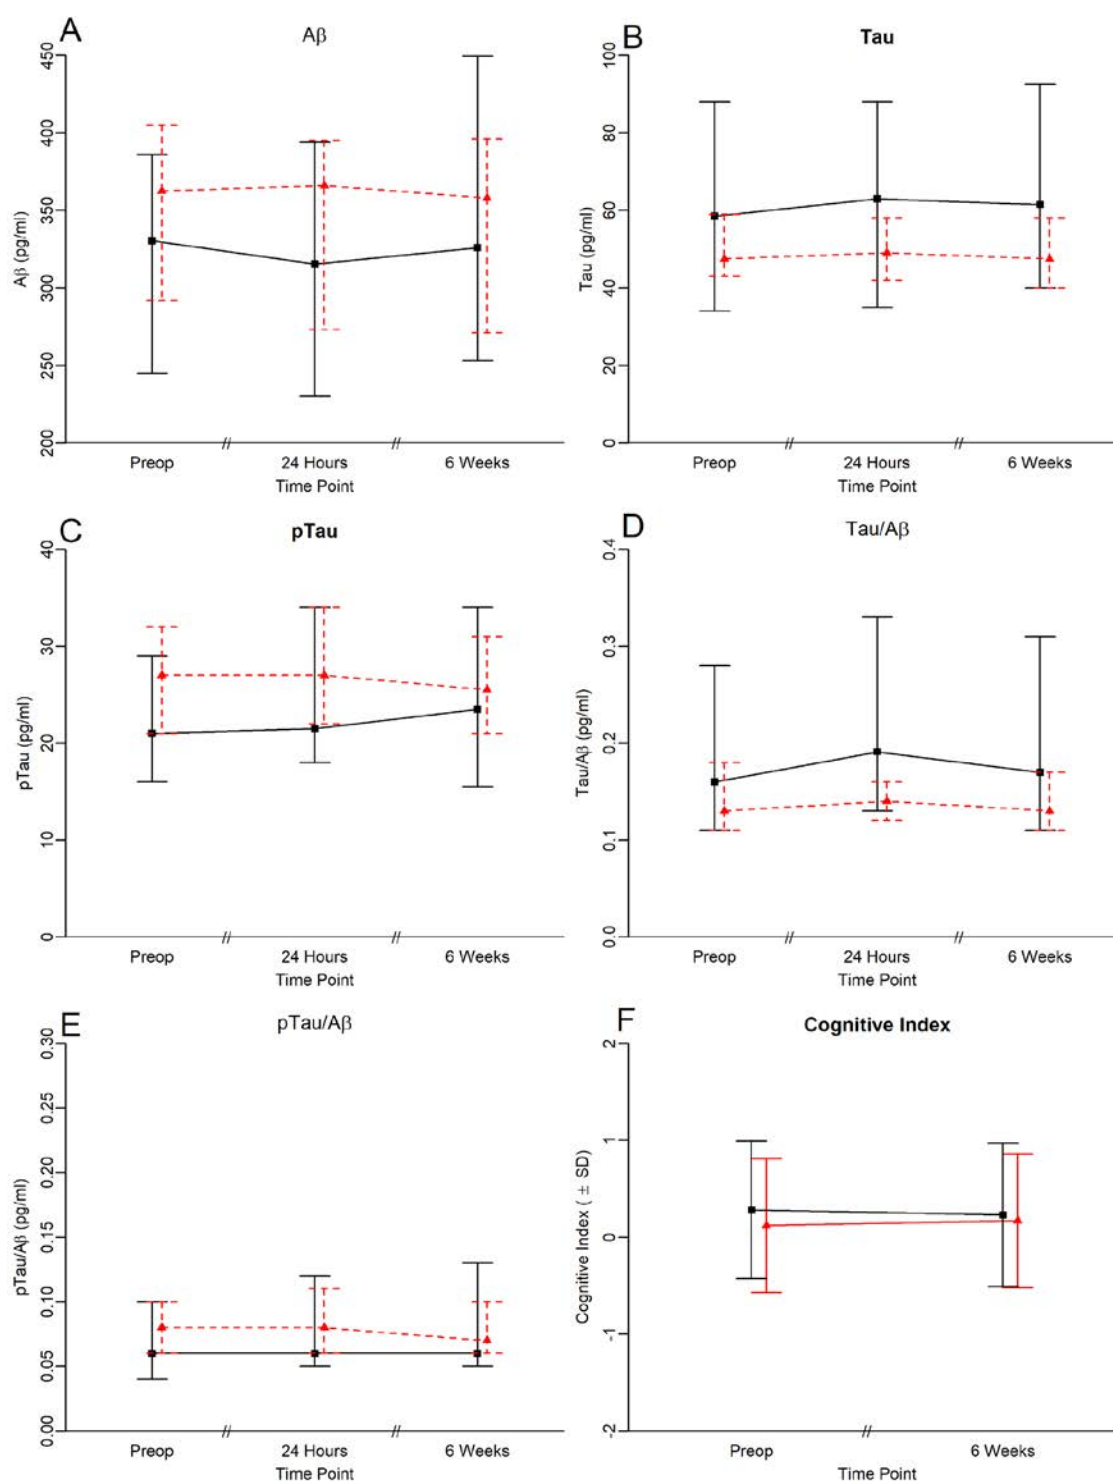 A
Aβ
Aβ (pg/ml)
450
400
350
300
250
200
Preop
24 Hours
6 Weeks
Time Point
B
Tau
Tau (pg/ml)
100
80
60
40
20
0
Preop
24 Hours
6 Weeks
Time Point
C
pTau
pTau (pg/ml)
40
30
20
10
0
Preop
24 Hours
6 Weeks
Time Point
D
Tau/Aβ
Tau/Aβ (pg/ml)
0.4
0.3
0.2
0.1
0.0
Preop
24 Hours
6 Weeks
Time Point
E
pTau/Aβ
pTau/Aβ (pg/ml)
0.30
0.25
0.20
0.15
0.10
0.05
0.00
Preop
24 Hours
6 Weeks
Time Point
F
Cognitive Index
Cognitive Index ( ± SD)
2
1
0
-1
-2
Preop
6 Weeks
Time Point